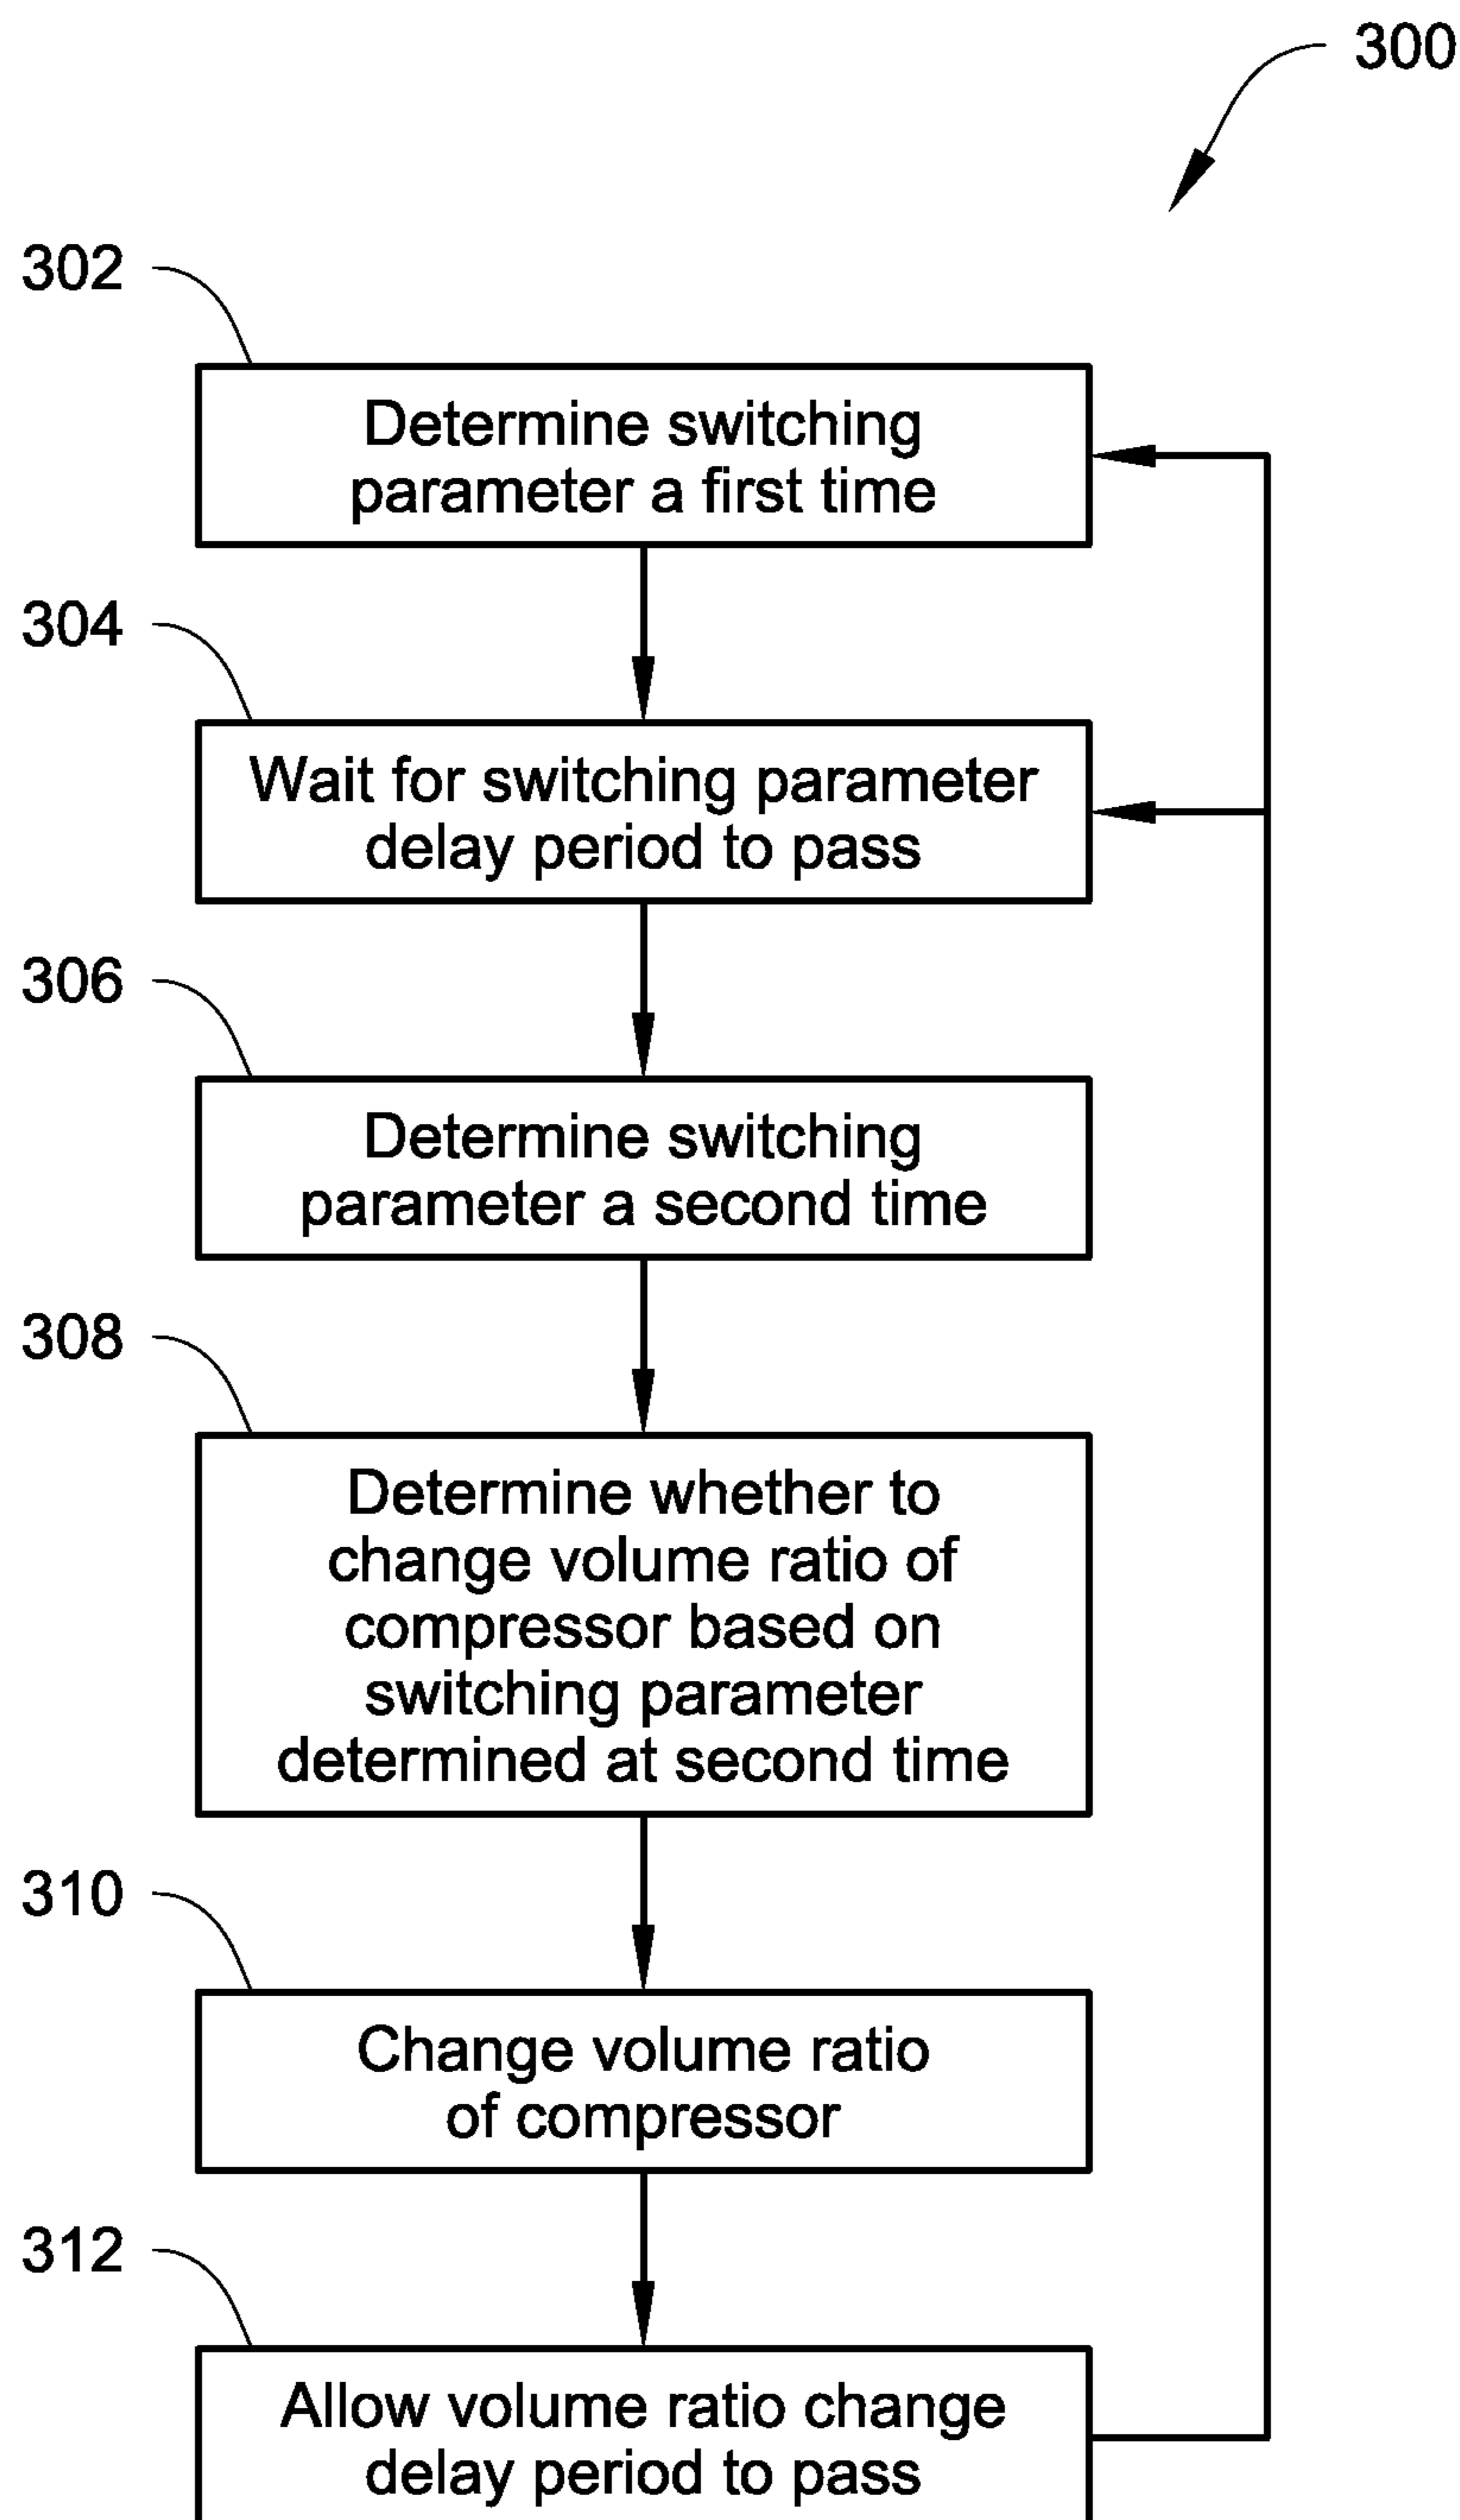 300
302
Determine switching
parameter a first time
304
Wait for switching parameter
delay period to pass
306
Determine switching
parameter a second time
308
Determine whether to
change volume ratio of
compressor based on
switching parameter
determined at second time
310
Change volume ratio
of compressor
312
Allow volume ratio change
delay period to pass